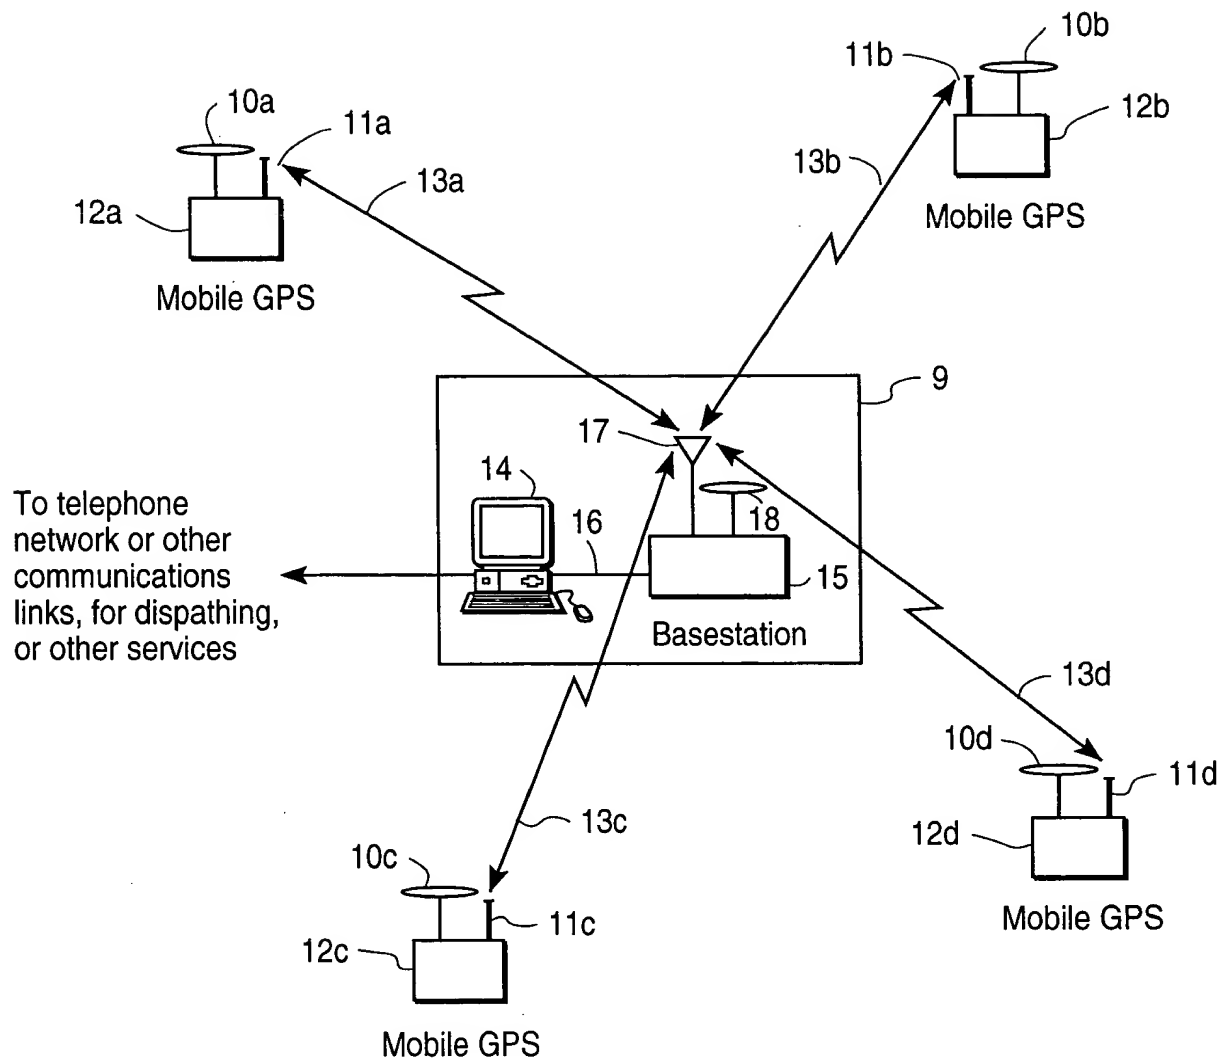 10b
11b
12b
10a
11a
13b
13a
12a
Mobile GPS
Mobile GPS
9
17
14
To telephone
network or other
communications
links, for dispathing,
or other services
16
18
15
Basestation
13d
10d
11d
13c
12d
10c
Mobile GPS
11c
12c
Mobile GPS